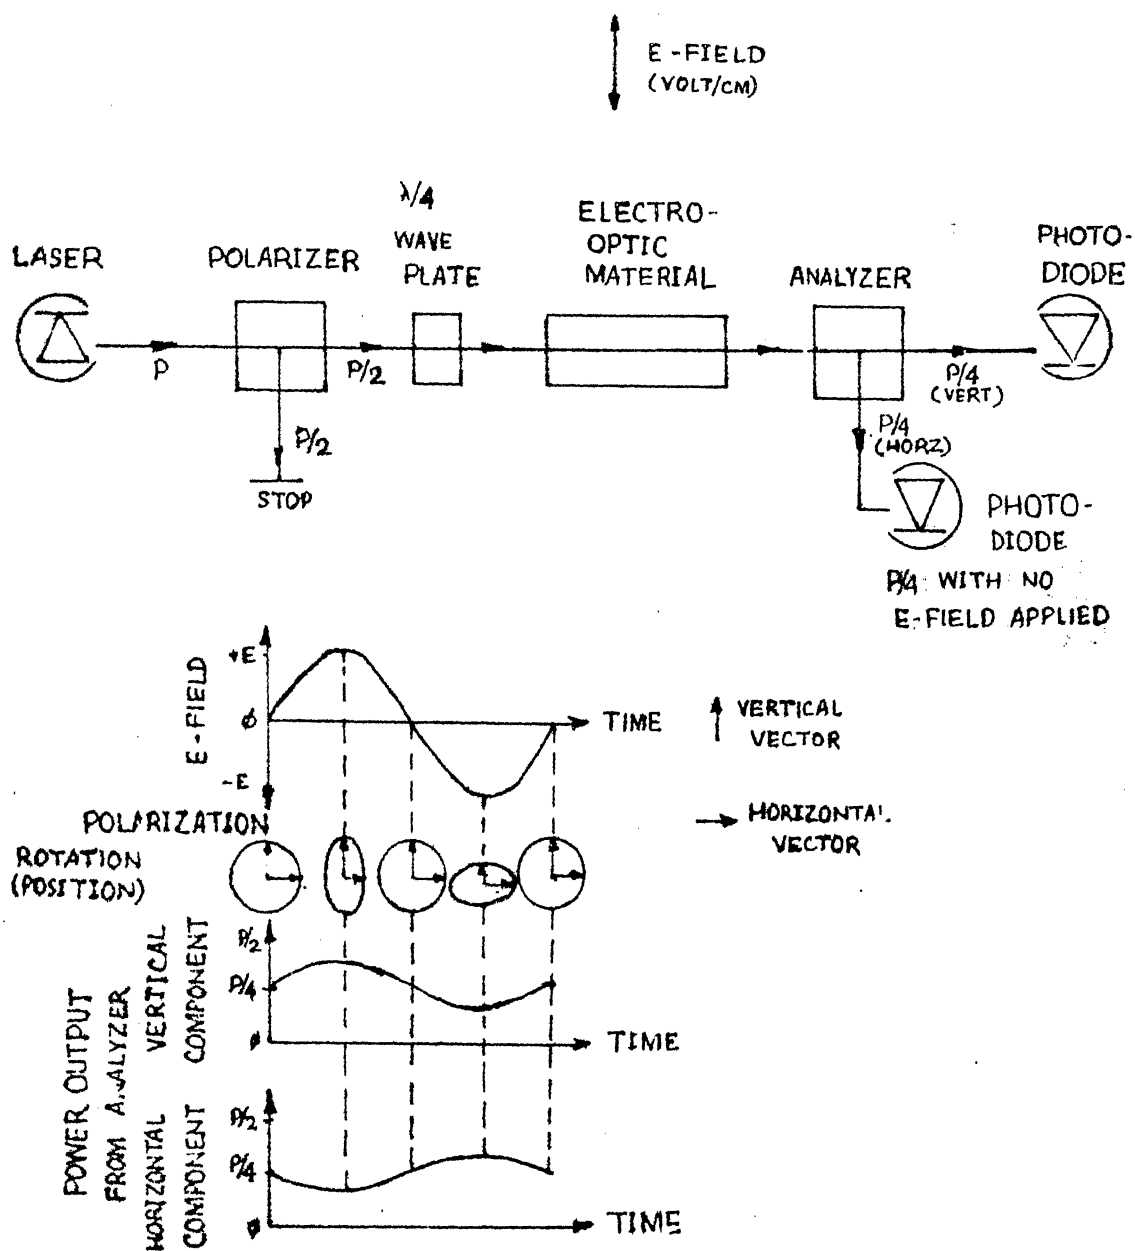 E-FIELD
(VOLT/CM)
LASER
POLARIZER
λ/4
WAVE
PLATE
ELECTRO-
OPTIC
MATERIAL
ANALYZER
PHOTO-
DIODE
P
P/2
P/2
STOP
P/4
(VERT)
P/4
(HORZ)
PHOTO-
DIODE
P/4 WITH NO
E-FIELD APPLIED
E-FIELD
+E
ϕ
-E
TIME
VERTICAL
VECTOR
HORIZONTAL
VECTOR
POLARIZATION
ROTATION
(POSITION)
POWER OUTPUT
FROM ANALYZER
VERTICAL
COMPONENT
P/2
P/4
ϕ
TIME
HORIZONTAL
COMPONENT
P/2
P/4
ϕ
TIME